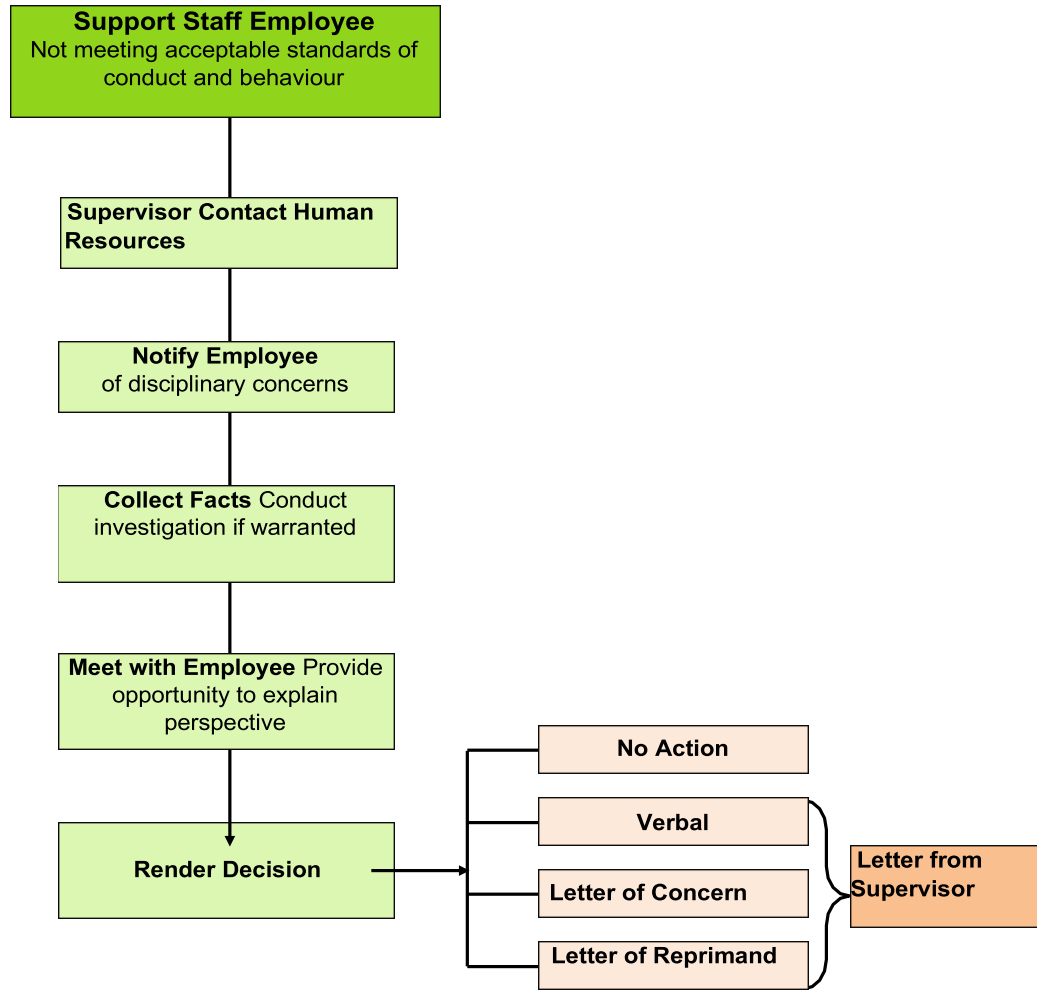 Support Staff Employee
Not meeting acceptable standards of
conduct and behaviour
Supervisor Contact Human
Resources
Notify Employee
of disciplinary concerns
Collect Facts Conduct
investigation if warranted
Meet with Employee Provide
opportunity to explain
perspective
Render Decision
No Action
Verbal
Letter of Concern
Letter of Reprimand
Letter from
Supervisor